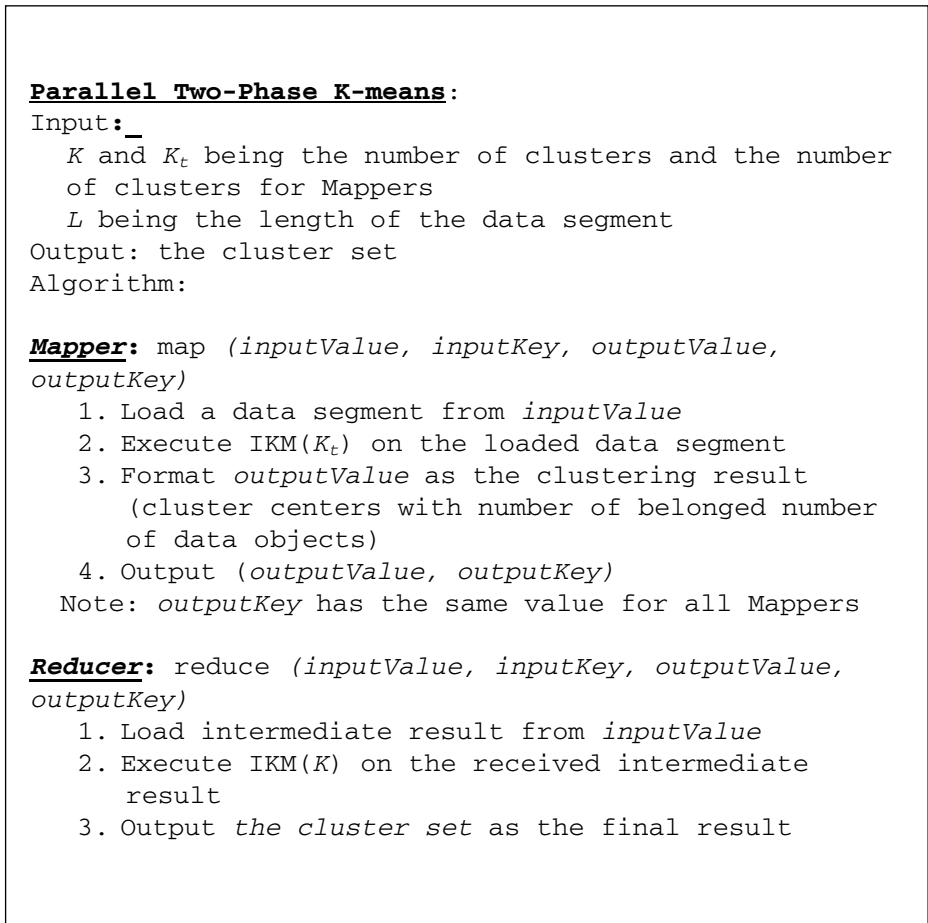 Parallel Two-Phase K-means:
Input:
K and Kt being the number of clusters and the number
of clusters for Mappers
L being the length of the data segment
Output: the cluster set
Algorithm:
Mapper: map (inputValue, inputKey, outputValue,
outputKey)
1. Load a data segment from inputValue
2. Execute IKM(Kt) on the loaded data segment
3. Format outputValue as the clustering result
(cluster centers with number of belonged number
of data objects)
4. Output (outputValue, outputKey)
Note: outputKey has the same value for all Mappers
Reducer: reduce (inputValue, inputKey, outputValue,
outputKey)
1. Load intermediate result from inputValue
2. Execute IKM(K) on the received intermediate
result
3. Output the cluster set as the final result